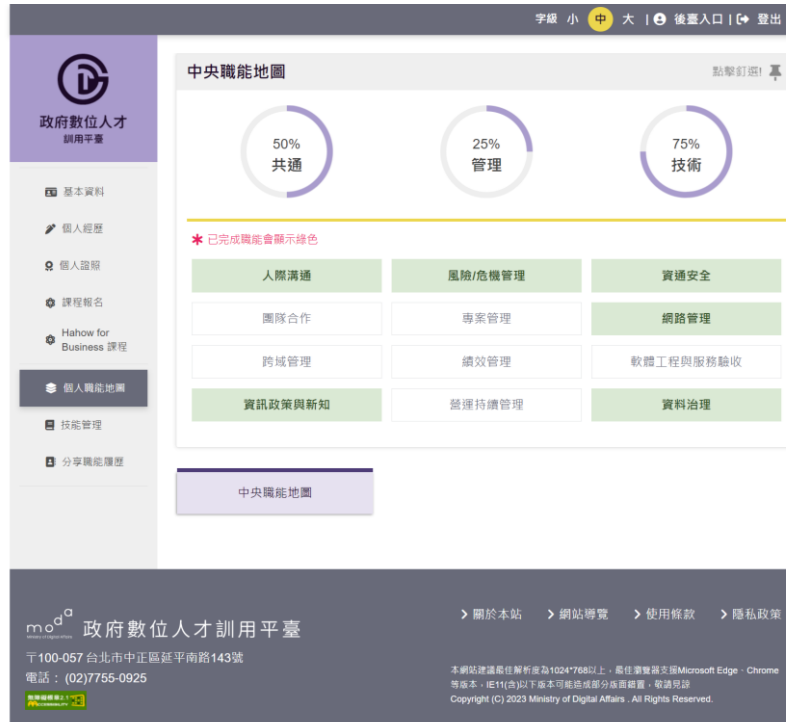 字級 小 中 大 | 後臺入口 | 登出
政府數位人才
訓用平臺
基本資料
個人經歷
個人證照
課程報名
Hahow for
Business 課程
個人職能地圖
技能管理
分享職能履歷
中央職能地圖
點擊釘選!
50%
共通
25%
管理
75%
技術
* 已完成職能會顯示綠色
人際溝通 風險/危機管理 資通安全
團隊合作 專案管理 網路管理
跨域管理 績效管理 軟體工程與服務驗收
資訊政策與新知 營運持續管理 資料治理
中央職能地圖
moda 政府數位人才訓用平臺
〒100-057 台北市中正區延平南路143號
電話： (02)7755-0925
> 關於本站 > 網站導覽 > 使用條款 > 隱私政策
本網站建議最佳解析度為1024*768以上，最佳瀏覽器支援Microsoft Edge、Chrome
等版本，IE11(含)以下版本可能造成部分版面錯置，敬請見諒
Copyright (C) 2023 Ministry of Digital Affairs . All Rights Reserved.